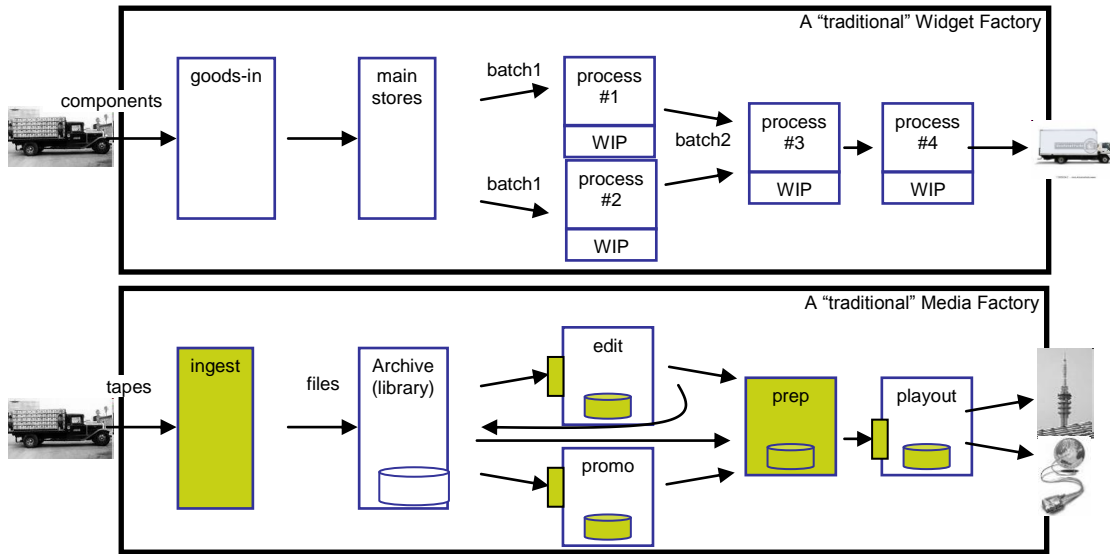 A “traditional” Widget Factory
components
goods-in
main
stores
batch1
batch1
process
#1
WIP
process
#2
WIP
batch2
process
#3
WIP
process
#4
WIP
A “traditional” Media Factory
tapes
ingest
files
Archive
(library)
edit
promo
prep
playout